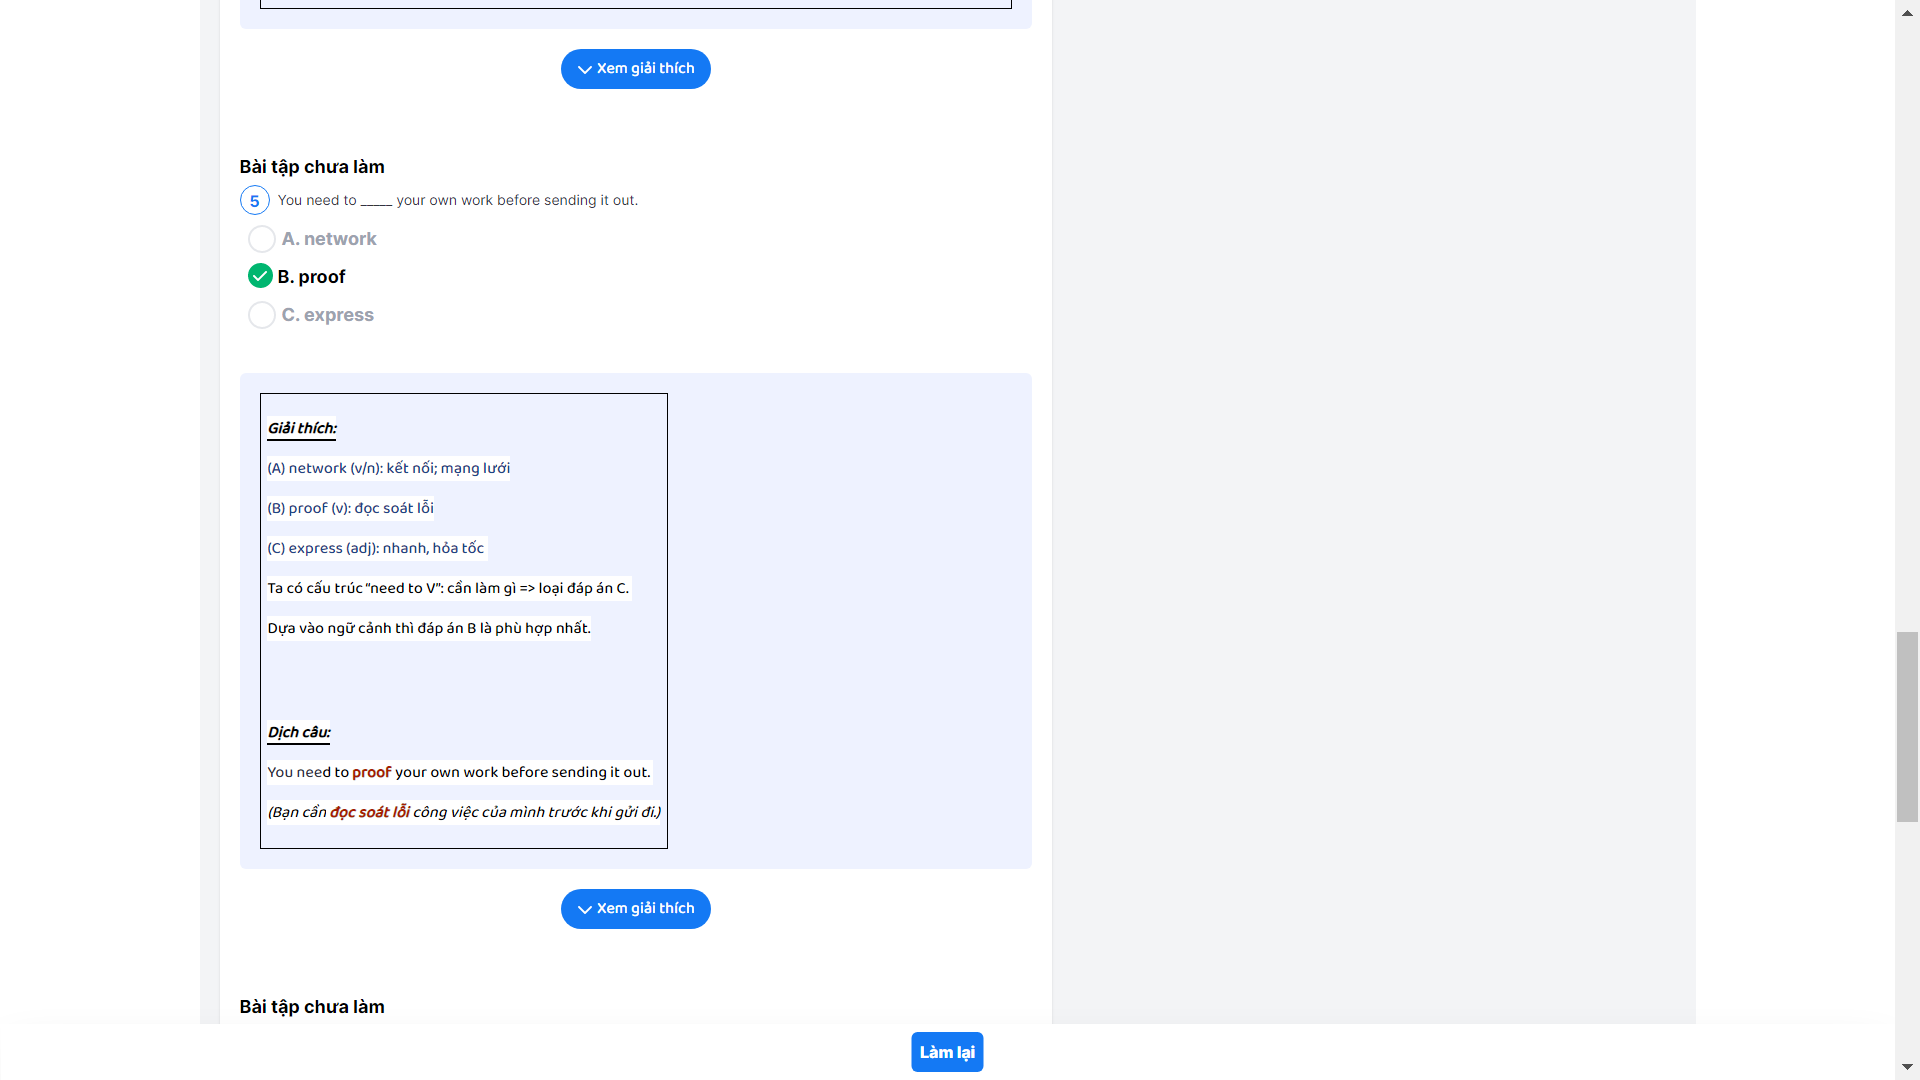 Xem giải thích
Bài tập chưa làm
5 You need to _____ your own work before sending it out.
A. network
B. proof
C. express
Giải thích:
(A) network (v/n): kết nối; mạng lưới
(B) proof (v): đọc soát lỗi
(C) express (adj): nhanh, hỏa tốc
Ta có cấu trúc “need to V”: cần làm gì => loại đáp án C.
Dựa vào ngữ cảnh thì đáp án B là phù hợp nhất.
Dịch câu:
You need to proof your own work before sending it out.
(Bạn cần đọc soát lỗi công việc của mình trước khi gửi đi.)
Xem giải thích
Bài tập chưa làm
Làm lại